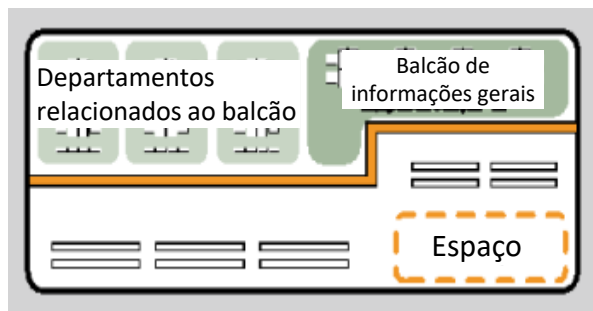 Departamentos
relacionados ao balcão
Balcão de
informações gerais
Espaço